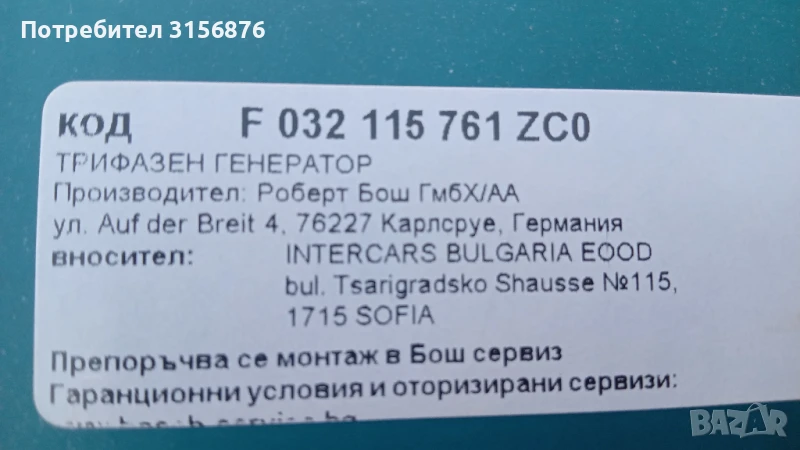 Потребител 3156876
КОД F 032 115 761 ZC0
ТРИФАЗЕН ГЕНЕРАТОР
Производител: Роберт Бош ГмбХ/АА
ул. Auf der Breit 4, 76227 Карлсруе, Германия
вносител: INTERCARS BULGARIA EOOD
bul. Tsarigradsko Shausse №115,
1715 SOFIA
Препоръчва се монтаж в Бош сервиз
Гаранционни условия и оторизирани сервизи:
BAZAR